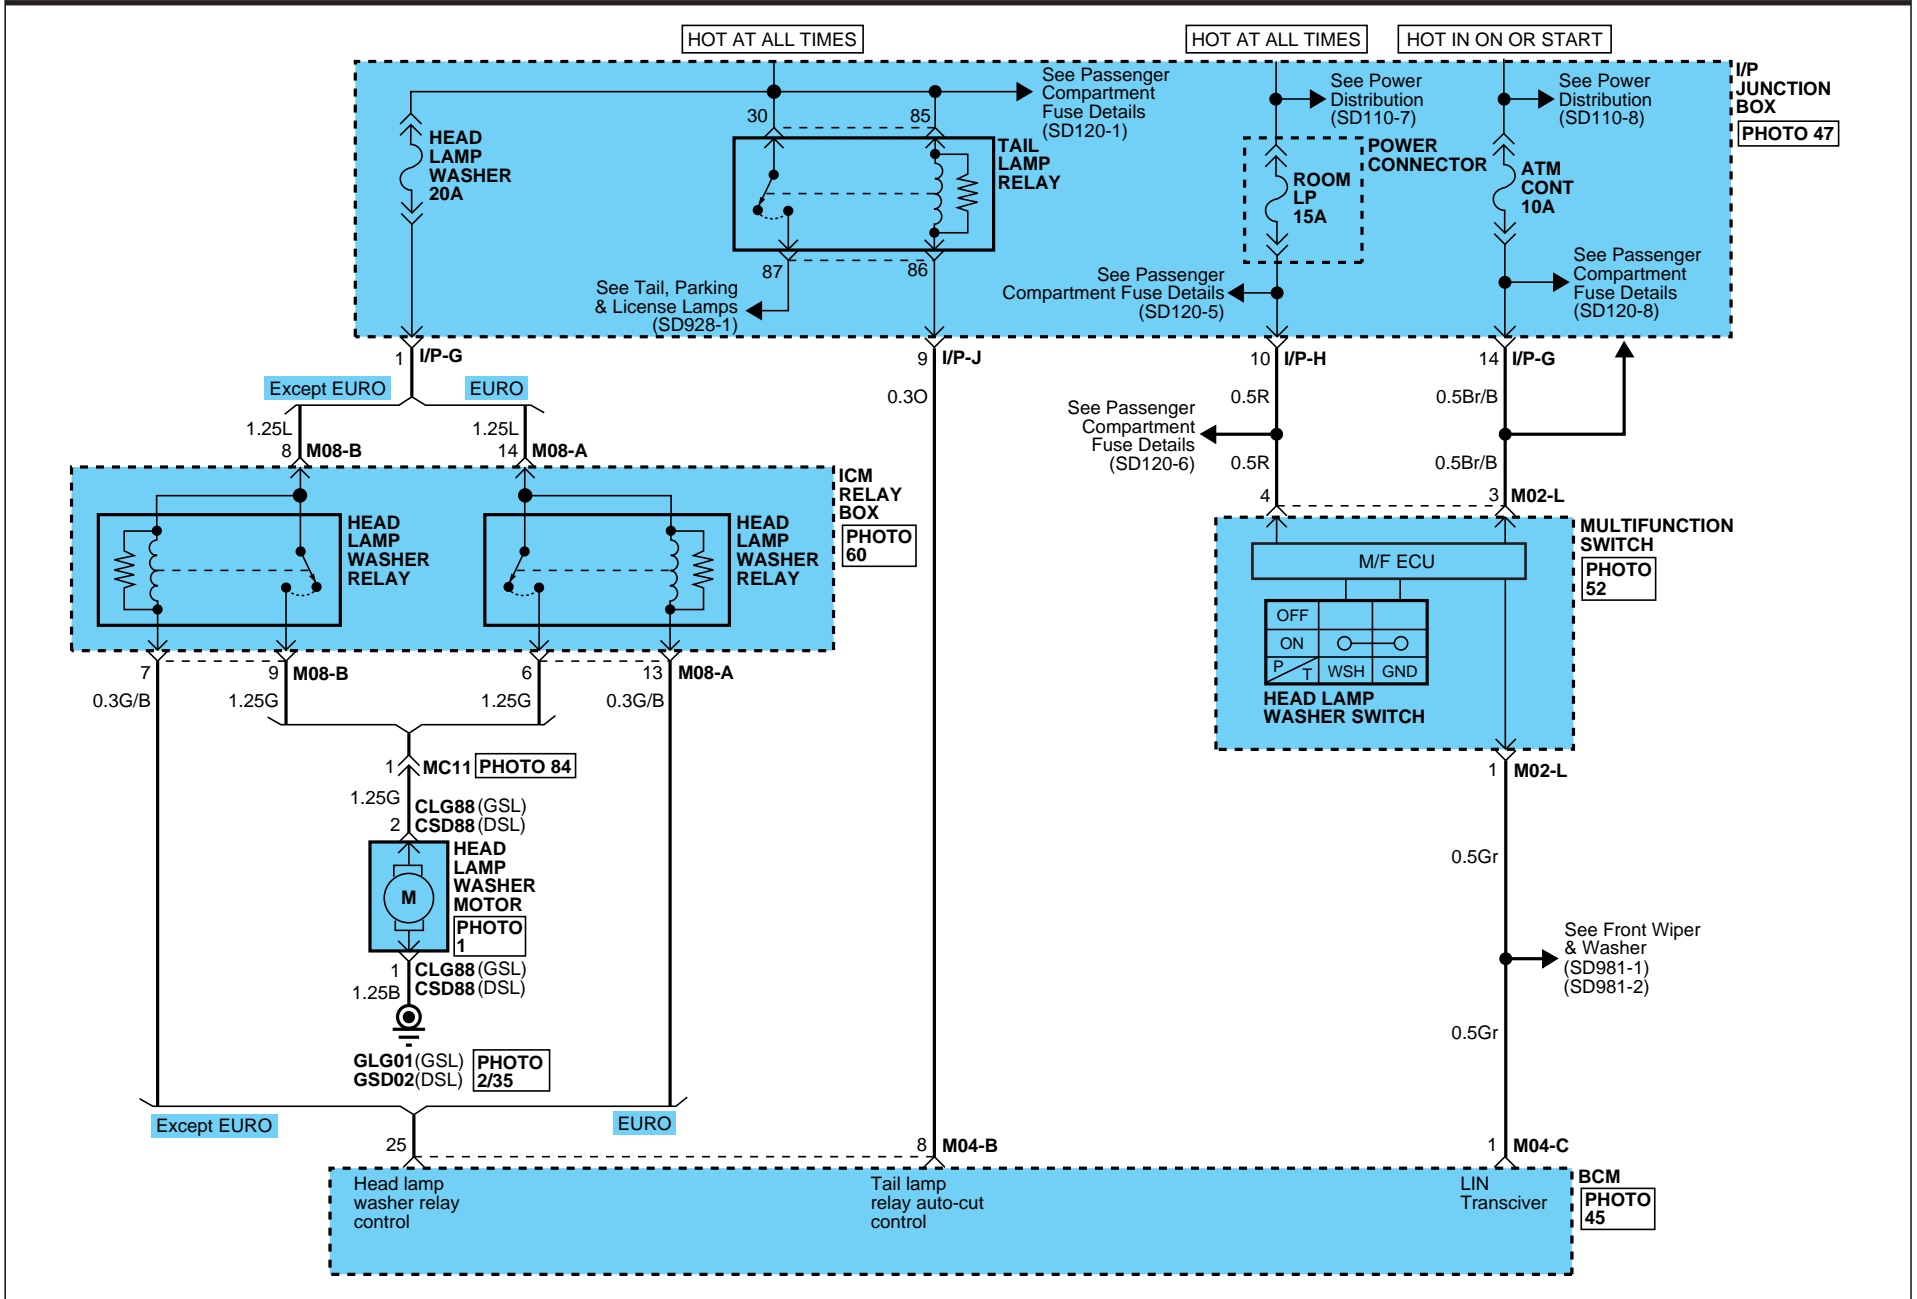 HOT AT ALL TIMES
HOT AT ALL TIMES
HOT IN ON OR START
I/P
JUNCTION
BOX
PHOTO 47
See Passenger
Compartment
Fuse Details
(SD120-1)
See Power
Distribution
(SD110-7)
See Power
Distribution
(SD110-8)
30
85
HEAD
LAMP
WASHER
20A
TAIL
LAMP
RELAY
POWER
CONNECTOR
ROOM
LP
15A
ATM
CONT
10A
87
86
See Tail, Parking
& License Lamps
(SD928-1)
See Passenger
Compartment Fuse Details
(SD120-5)
See Passenger
Compartment
Fuse Details
(SD120-8)
1
I/P-G
9
I/P-J
10
I/P-H
14
I/P-G
Except EURO
EURO
0.3O
0.5R
0.5Br/B
1.25L
1.25L
See Passenger
Compartment
Fuse Details
(SD120-6)
8
M08-B
14
M08-A
0.5R
0.5Br/B
4
3
M02-L
ICM
RELAY
BOX
PHOTO
60
HEAD
LAMP
WASHER
RELAY
HEAD
LAMP
WASHER
RELAY
MULTIFUNCTION
SWITCH
PHOTO
52
M/F ECU
OFF
ON
P
T
WSH
GND
HEAD LAMP
WASHER SWITCH
7
9
M08-B
6
13
M08-A
0.3G/B
1.25G
1.25G
0.3G/B
1
MC11
PHOTO 84
1
M02-L
1.25G
CLG88(GSL)
2
CSD88(DSL)
HEAD
LAMP
WASHER
MOTOR
PHOTO
1
M
0.5Gr
1
CLG88(GSL)
CSD88(DSL)
1.25B
See Front Wiper
& Washer
(SD981-1)
(SD981-2)
0.5Gr
GLG01(GSL)
GSD02(DSL)
PHOTO
2/35
Except EURO
EURO
25
8
M04-B
1
M04-C
Head lamp
washer relay
control
Tail lamp
relay auto-cut
control
LIN
Transciver
BCM
PHOTO
45